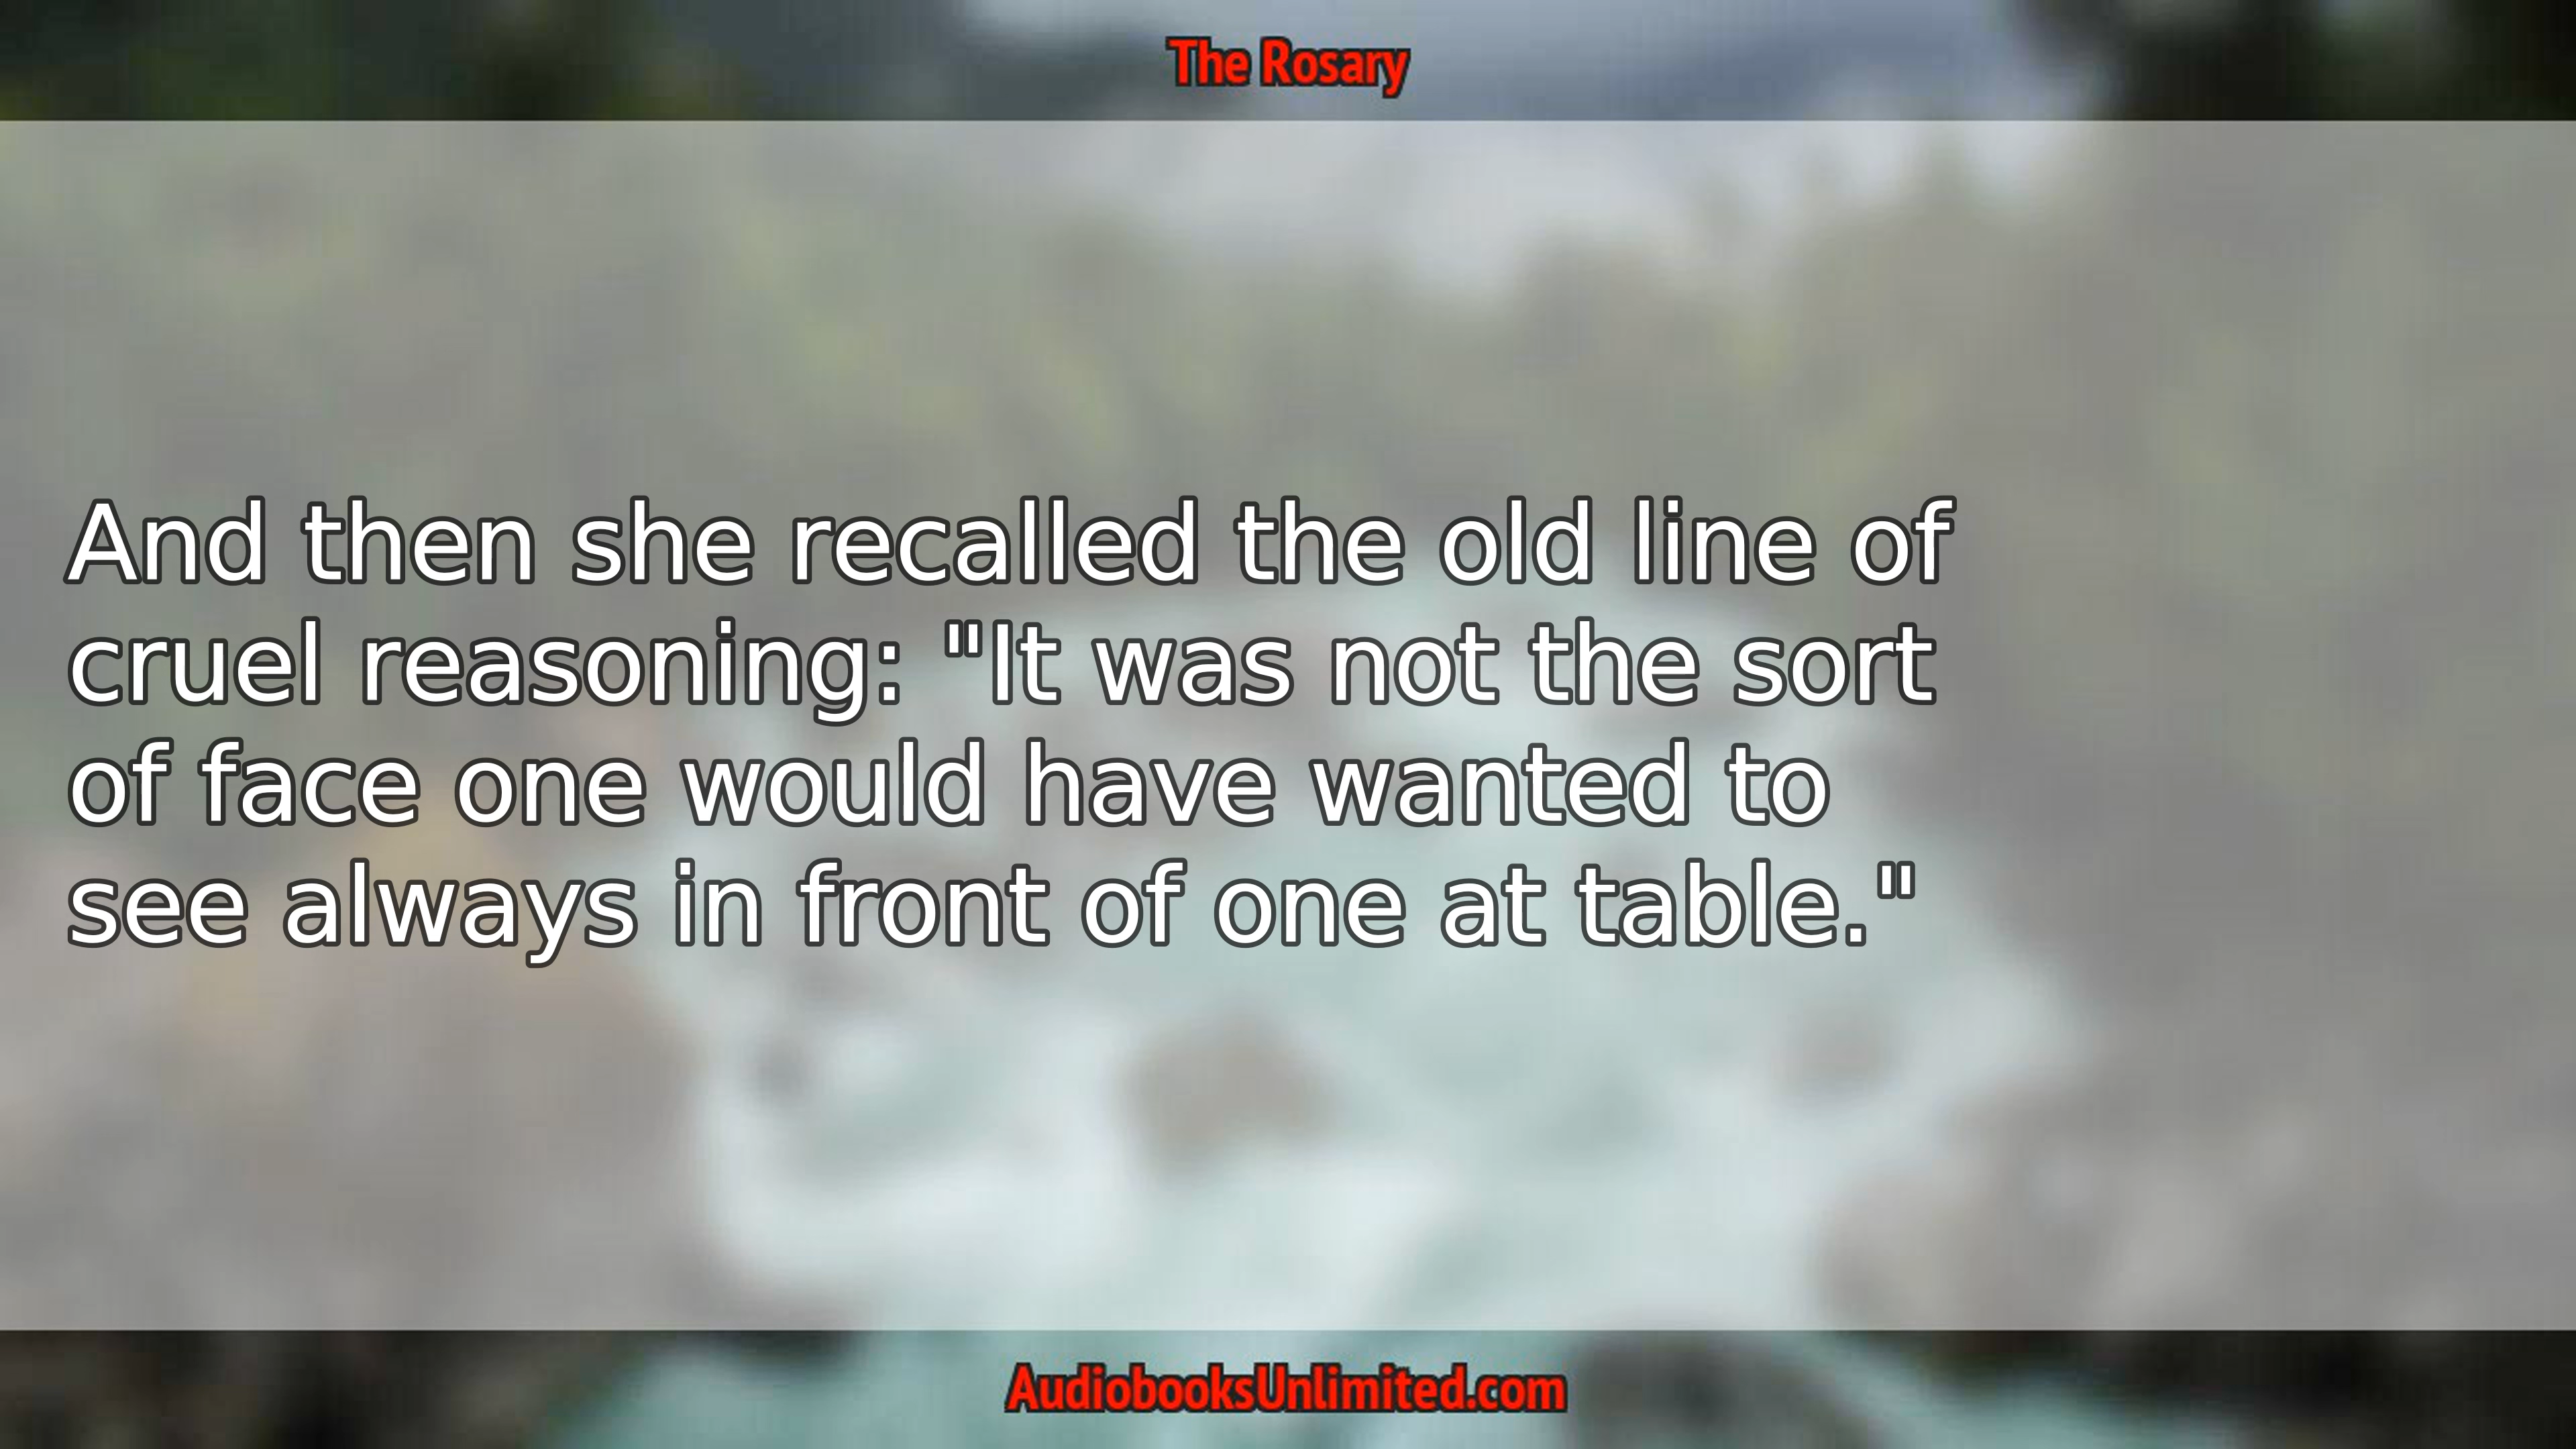 The Rosary
And then she recalled the old line of
cruel reasoning: "It was not the sort
of face one would have wanted to
see always in front of one at table."
AudiobooksUnlimited.com